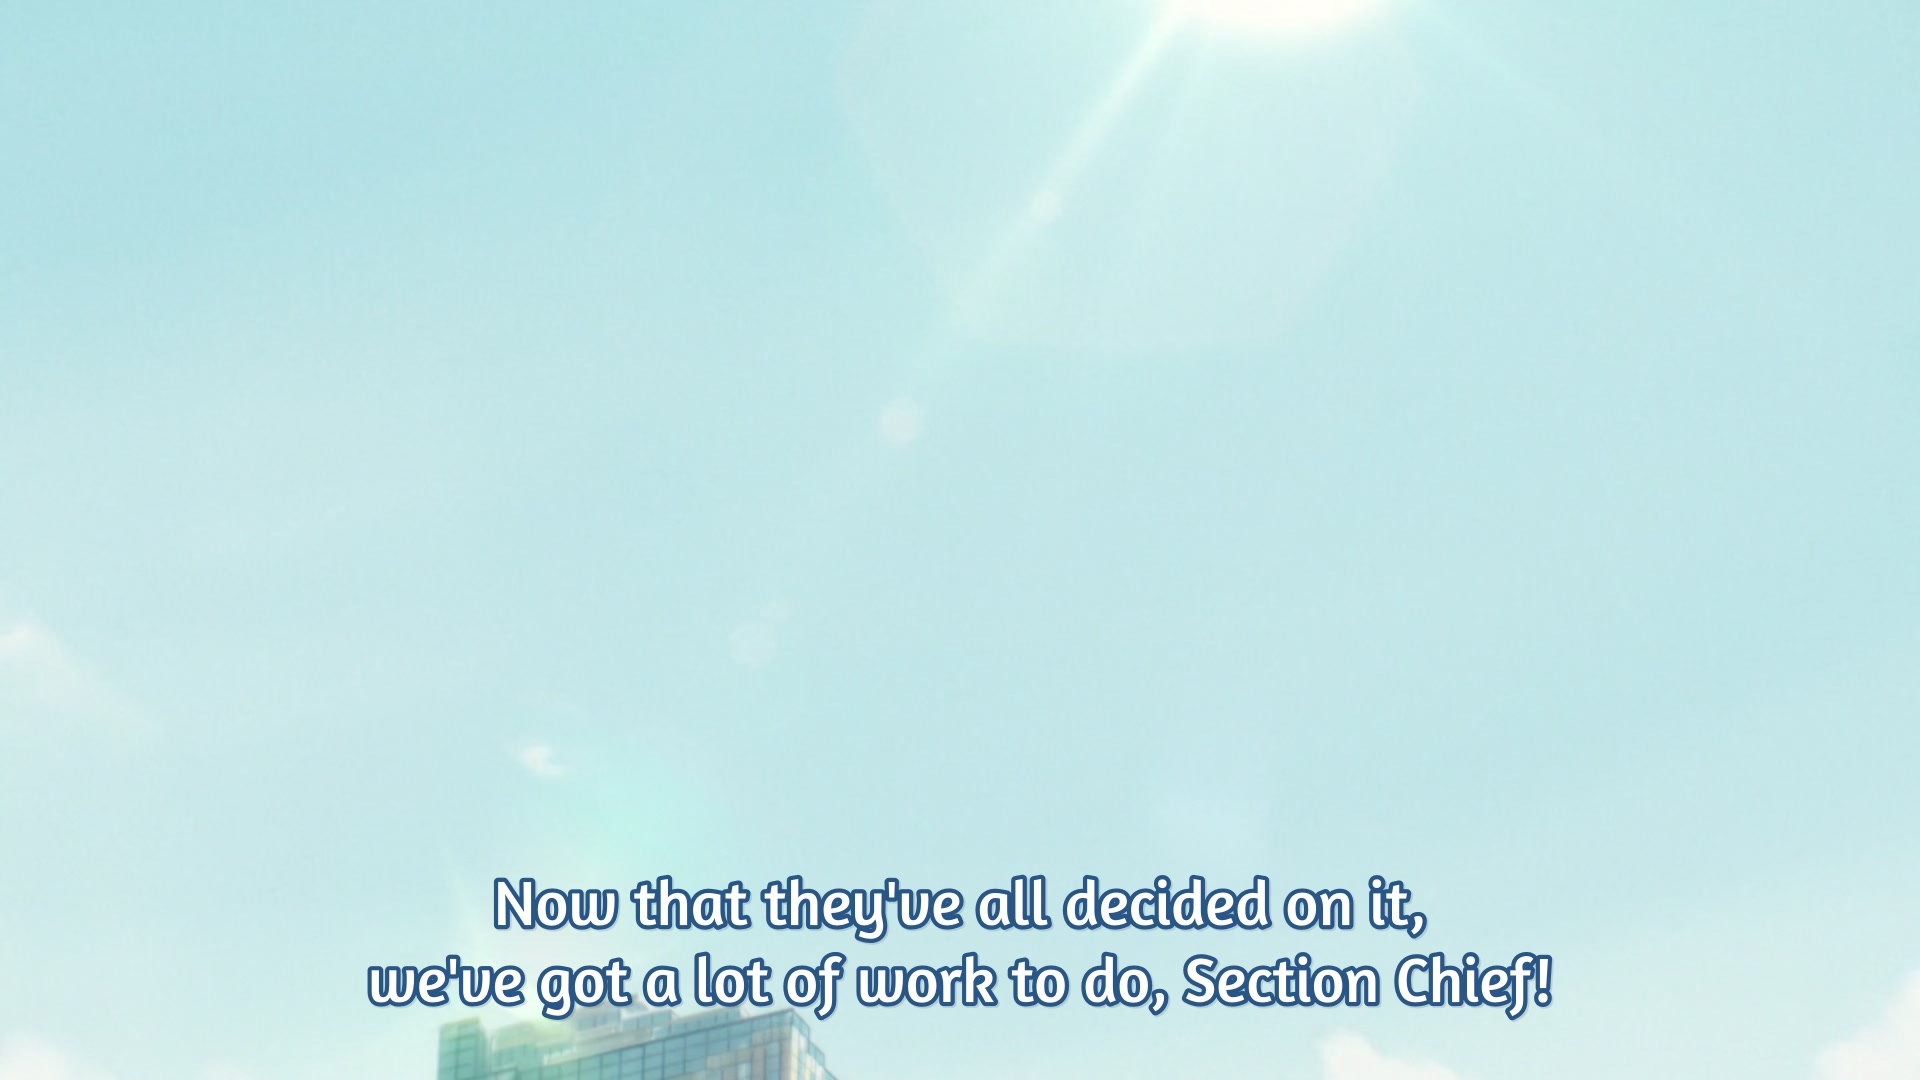 Now that they've all decided on it,
we've got a lot of work to do, Section Chief!